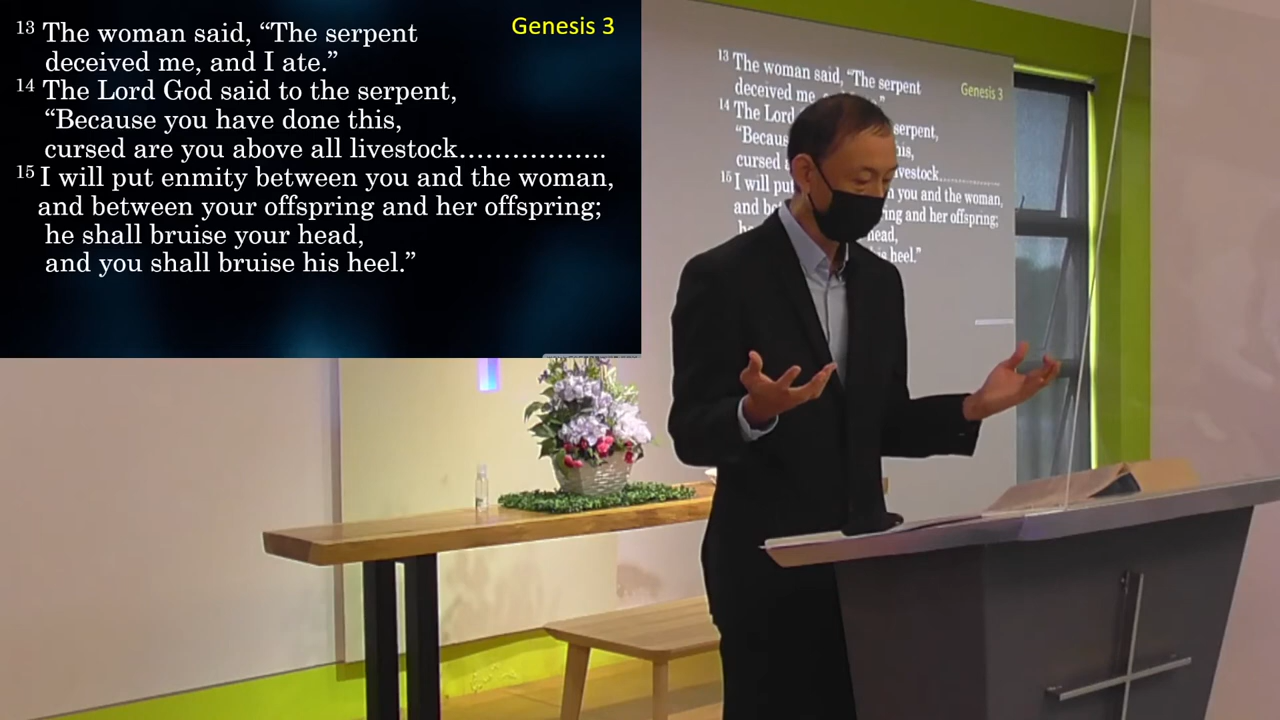 Genesis 3
13 The woman said, “The serpent
deceived me, and I ate.”
14 The Lord God said to the serpent,
“Because you have done this,
cursed are you above all livestock.................
15 I will put enmity between you and the woman,
and between your offspring and her offspring;
he shall bruise your head,
and you shall bruise his heel.”
Genesis 3
13 The woman said, “The serpent
deceived me,
14 The Lord serpent,
this,
cursed livestock.................
15 I will put you and the woman,
and and her offspring;
head,
his heel.”